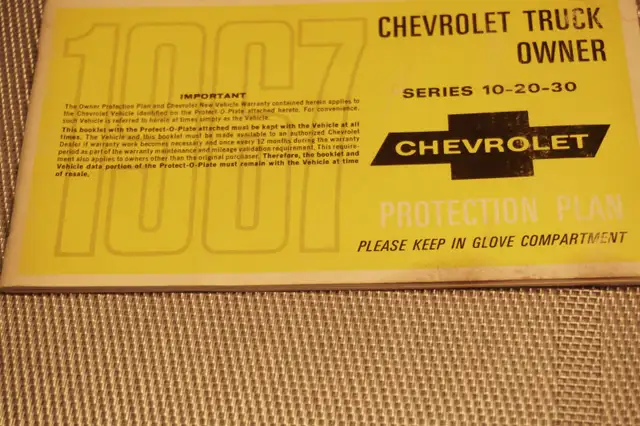 1967
CHEVROLET TRUCK
OWNER
SERIES 10-20-30
CHEVROLET
PROTECTION PLAN
PLEASE KEEP IN GLOVE COMPARTMENT
IMPORTANT
The Owner Protection Plan and Chevrolet New Vehicle Warranty contained herein applies to
the Chevrolet Vehicle identified on the Protect-O-Plate attached hereto. For convenience,
such Vehicle is referred to herein at times simply as the Vehicle.
This booklet with the Protect-O-Plate attached must be kept with the Vehicle at all
times. The Vehicle and this booklet must be made available to an authorized Chevrolet
Dealer if warranty work becomes necessary and once every 12 months during the warranty
period as part of the warranty maintenance and mileage validation requirement. This require-
ment also applies to owners other than the original purchaser. Therefore, the booklet and
Vehicle data portion of the Protect-O-Plate must remain with the Vehicle at time
of resale.